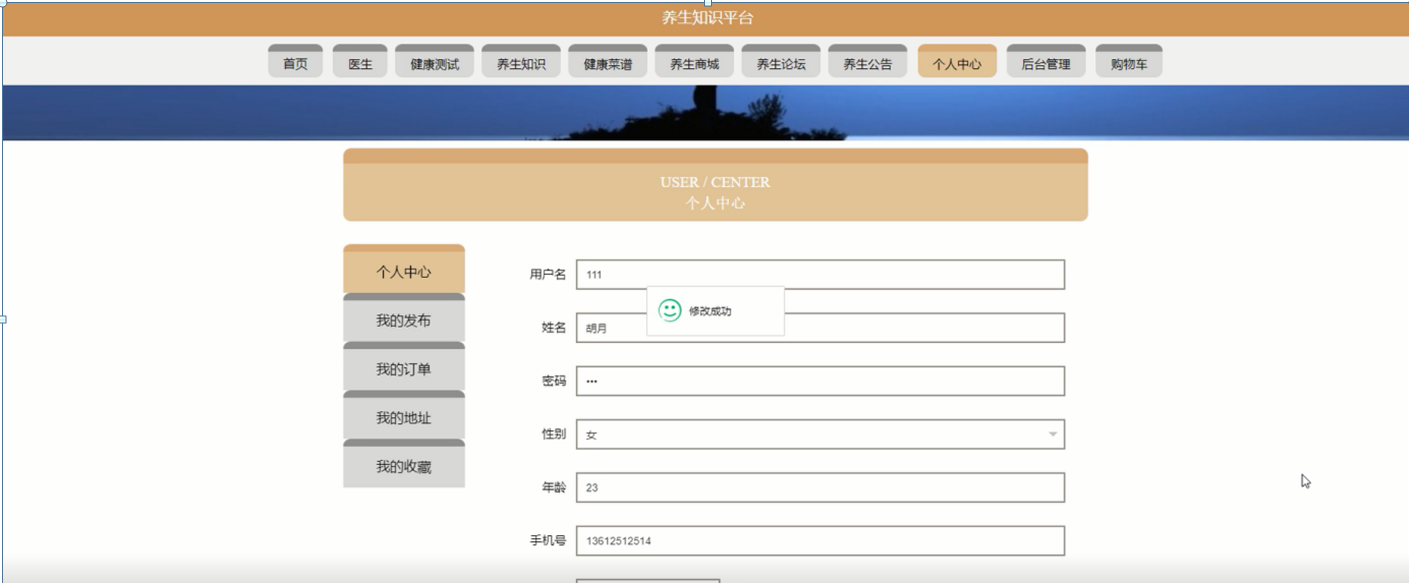 养生知识平台
首页 医生 健康测试 养生知识 健康菜谱 养生商城 养生论坛 养生公告 个人中心 后台管理 购物车
USER / CENTER
个人中心
个人中心
我的发布
我的订单
我的地址
我的收藏
用户名 111
修改成功
姓名 胡月
密码 •••
性别 女
年龄 23
手机号 13612512514